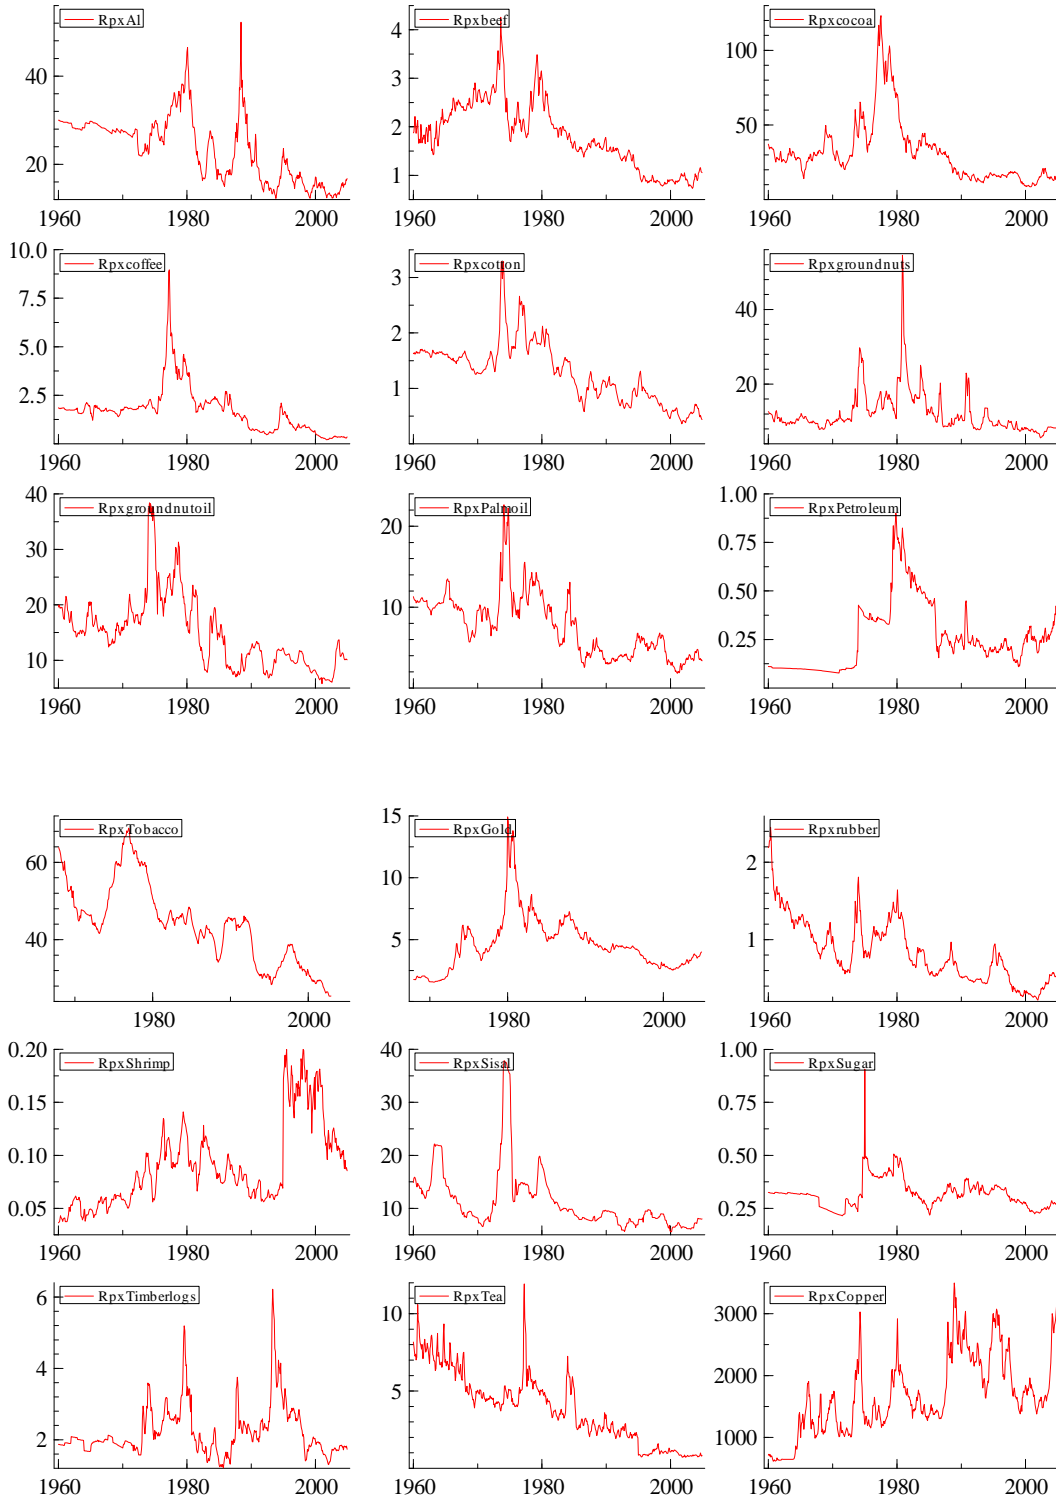 RpxAl
40
20
1960 1980 2000
Rpxbeef
4
3
2
1
1960 1980 2000
Rpxcocoa
100
50
1960 1980 2000
Rpxcoffee
10.0
7.5
5.0
2.5
1960 1980 2000
Rpxcotton
3
2
1
1960 1980 2000
Rpxgroundnuts
40
20
1960 1980 2000
Rpxgroundnutoil
40
30
20
10
1960 1980 2000
RpxPalmoil
20
10
1960 1980 2000
RpxPetroleum
1.00
0.75
0.50
0.25
1960 1980 2000
RpxTobacco
60
40
1980 2000
RpxGold
15
10
5
1980 2000
Rpxrubber
2
1
1960 1980 2000
RpxShrimp
0.20
0.15
0.10
0.05
1960 1980 2000
RpxSisal
40
30
20
10
1960 1980 2000
RpxSugar
1.00
0.75
0.50
0.25
1960 1980 2000
RpxTimberlogs
6
4
2
1960 1980 2000
RpxTea
10
5
1960 1980 2000
RpxCopper
3000
2000
1000
1960 1980 2000